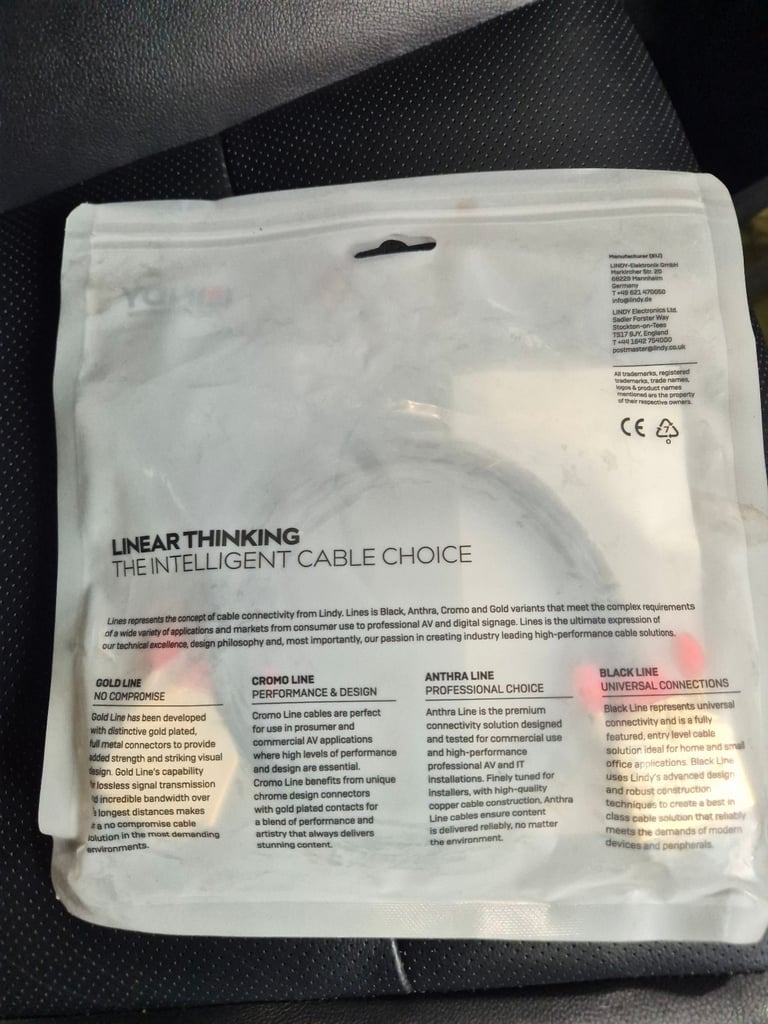 Manufacturer (EU)
LINDY-Elektronik GmbH
Markircher Str. 20
68229 Mannheim
Germany
T +49 621 470050
info@lindy.de
LINDY Electronics Ltd.
Sadler Forster Way
Stockton-on-Tees
TS17 9JY, England
T +44 1642 754000
postmaster@lindy.co.uk
All trademarks, registered
trademarks, trade names,
logos & product names
mentioned are the property
of their respective owners.
CE 7
LINEAR THINKING
THE INTELLIGENT CABLE CHOICE
Lines represents the concept of cable connectivity from Lindy. Lines is Black, Anthra, Cromo and Gold variants that meet the complex requirements
of a wide variety of applications and markets from consumer use to professional AV and digital signage. Lines is the ultimate expression of
our technical excellence, design philosophy and, most importantly, our passion in creating industry leading high-performance cable solutions.
GOLD LINE
NO COMPROMISE
Gold Line has been developed
with distinctive gold plated,
full metal connectors to provide
added strength and striking visual
design. Gold Line's capability
lossless signal transmission
incredible bandwidth over
longest distances makes
a no compromise cable
solution in the most demanding
environments.
CROMO LINE
PERFORMANCE & DESIGN
Cromo Line cables are perfect
for use in prosumer and
commercial AV applications
where high levels of performance
and design are essential.
Cromo Line benefits from unique
chrome design connectors
with gold plated contacts for
a blend of performance and
artistry that always delivers
stunning content.
ANTHRA LINE
PROFESSIONAL CHOICE
Anthra Line is the premium
connectivity solution designed
and tested for commercial use
and high-performance
professional AV and IT
installations. Finely tuned for
installers, with high-quality
copper cable construction, Anthra
Line cables ensure content
is delivered reliably, no matter
the environment.
BLACK LINE
UNIVERSAL CONNECTIONS
Black Line represents universal
connectivity and is a fully
featured, entry level cable
solution ideal for home and small
office applications. Black Line
uses Lindy's advanced design
and robust construction
techniques to create a best in
class cable solution that reliably
meets the demands of modern
devices and peripherals.